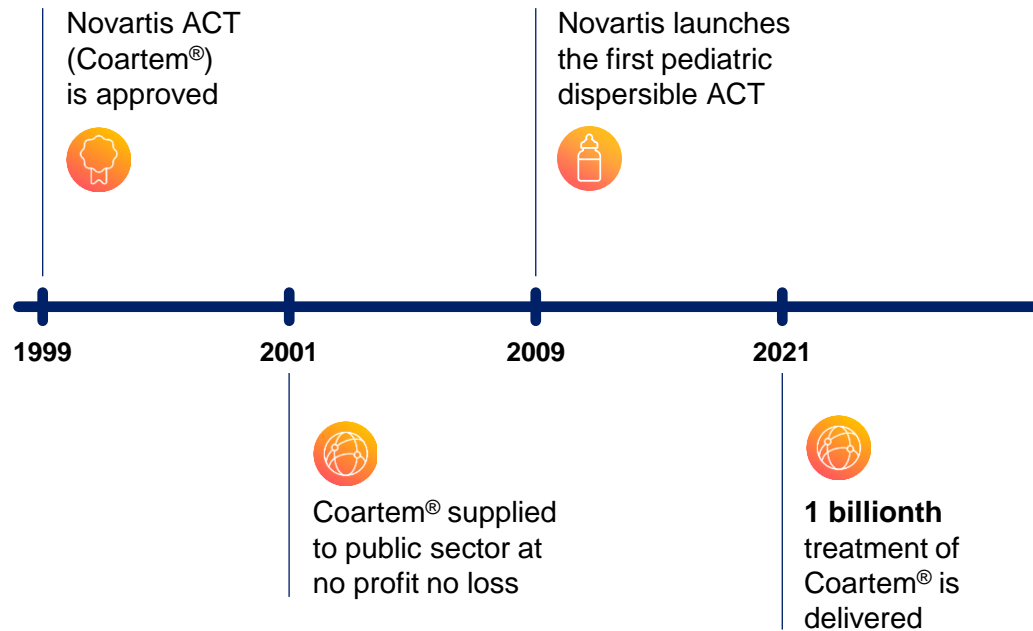 Novartis ACT
(Coartem®)
is approved
Novartis launches
the first pediatric
dispersible ACT
1999
2001
2009
2021
Coartem® supplied
to public sector at
no profit no loss
1 billionth
treatment of
Coartem® is
delivered